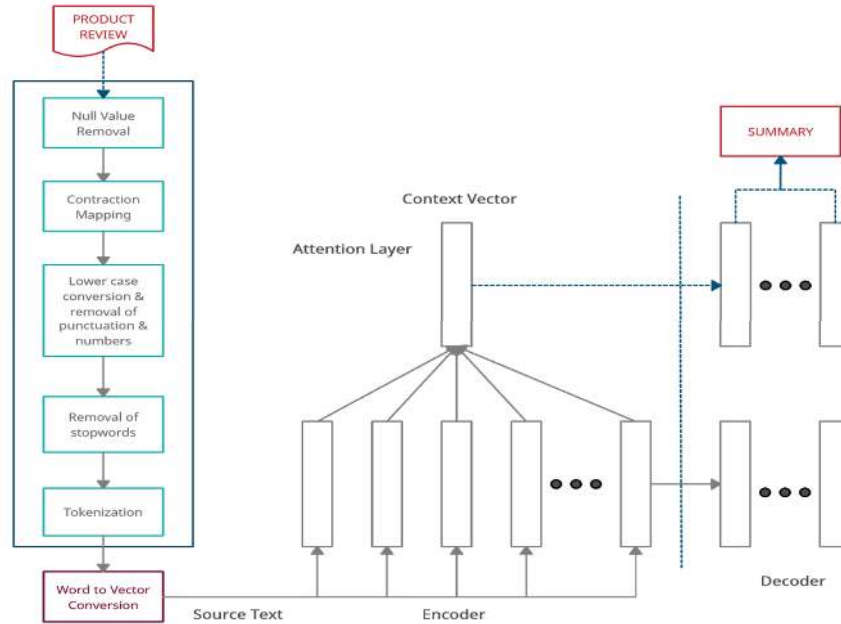 PRODUCT
REVIEW
Null Value
Removal
Contraction
Mapping
Lower case
conversion &
removal of
punctuation &
numbers
Removal of
stopwords
Tokenization
Word to Vector
Conversion
Source Text
Encoder
Attention Layer
Context Vector
SUMMARY
Decoder